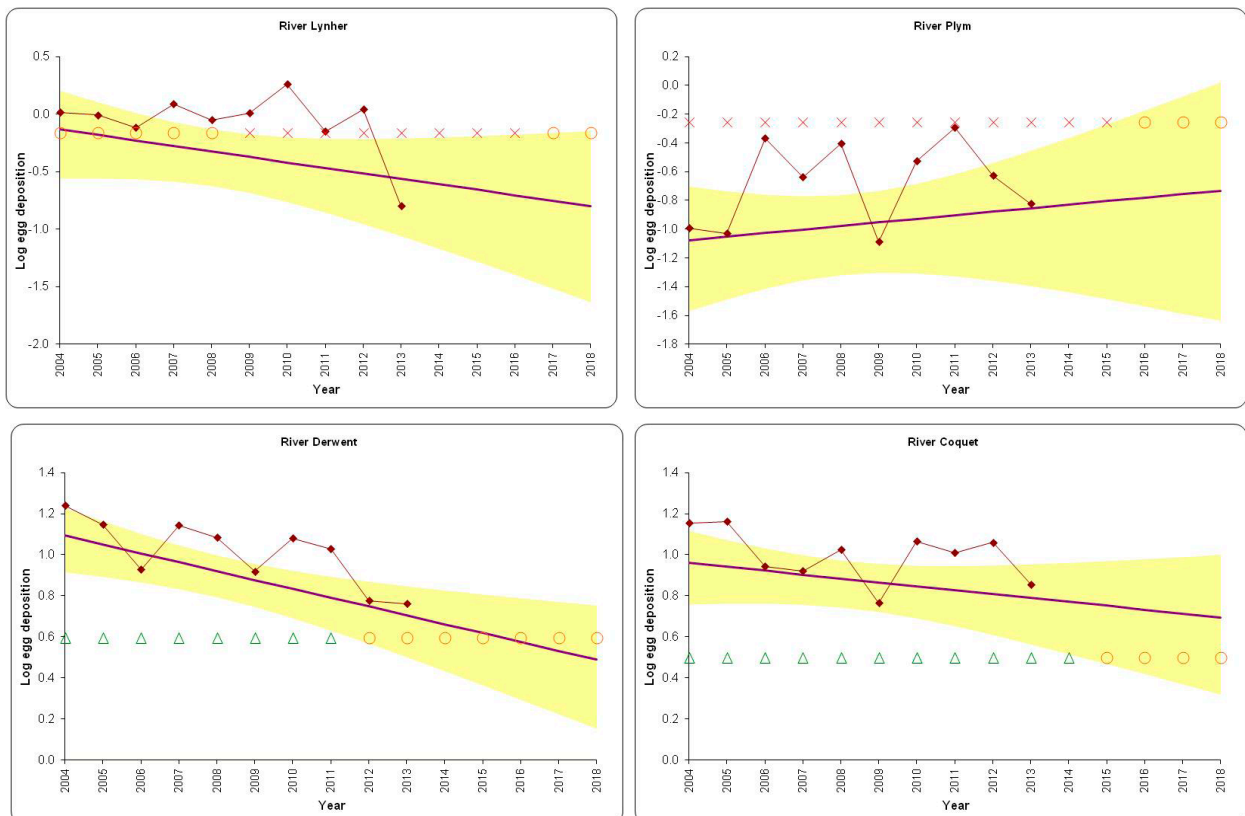 River Lynher
Log egg deposition
0.5
0.0
-0.5
-1.0
-1.5
-2.0
2004 2005 2006 2007 2008 2009 2010 2011 2012 2013 2014 2015 2016 2017 2018
Year
River Plym
Log egg deposition
0.2
0.0
-0.2
-0.4
-0.6
-0.8
-1.0
-1.2
-1.4
-1.6
-1.8
2004 2005 2006 2007 2008 2009 2010 2011 2012 2013 2014 2015 2016 2017 2018
Year
River Derwent
Log egg deposition
1.4
1.2
1.0
0.8
0.6
0.4
0.2
0.0
2004 2005 2006 2007 2008 2009 2010 2011 2012 2013 2014 2015 2016 2017 2018
Year
River Coquet
Log egg deposition
1.4
1.2
1.0
0.8
0.6
0.4
0.2
0.0
2004 2005 2006 2007 2008 2009 2010 2011 2012 2013 2014 2015 2016 2017 2018
Year